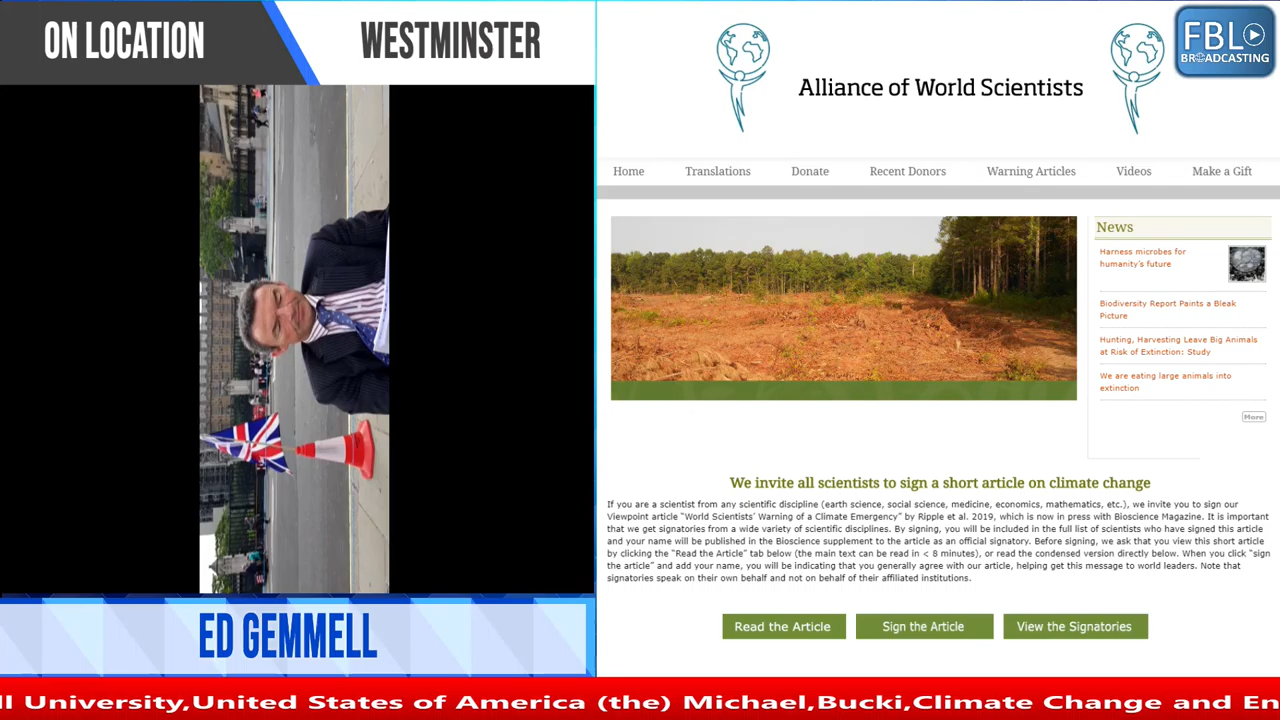 ON LOCATION
WESTMINSTER
FBL
BROADCASTING
Alliance of World Scientists
Home Translations Donate Recent Donors Warning Articles Videos Make a Gift
News
Harness microbes for
humanity's future
Biodiversity Report Paints a Bleak
Picture
Hunting, Harvesting Leave Big Animals
at Risk of Extinction: Study
We are eating large animals into
extinction
More
We invite all scientists to sign a short article on climate change
If you are a scientist from any scientific discipline (earth science, social science, medicine, economics, mathematics, etc.), we invite you to sign our
Viewpoint article "World Scientists' Warning of a Climate Emergency" by Ripple et al. 2019, which is now in press with Bioscience Magazine. It is important
that we get signatories from a wide variety of scientific disciplines. By signing, you will be included in the full list of scientists who have signed this article
and your name will be published in the Bioscience supplement to the article as an official signatory. Before signing, we ask that you view this short article
by clicking the "Read the Article" tab below (the main text can be read in < 8 minutes), or read the condensed version directly below. When you click "sign
the article" and add your name, you will be indicating that you generally agree with our article, helping get this message to world leaders. Note that
signatories speak on their own behalf and not on behalf of their affiliated institutions.
Read the Article Sign the Article View the Signatories
ED GEMMELL
ll University,United States of America (the) Michael,Bucki,Climate Change and En